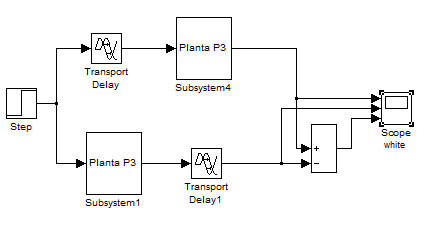 Planta P3
Transport
Delay
Subsystem4
Step
Scope
white
+
−
Planta P3
Subsystem1
Transport
Delay1